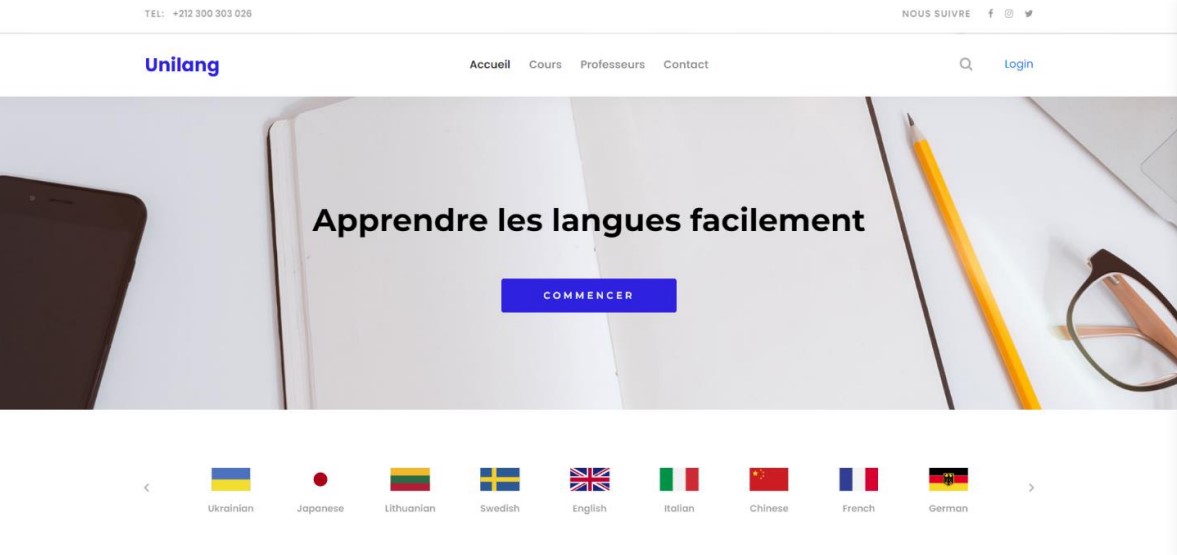 TEL: +212 300 303 026
NOUS SUIVRE
Unilang
Accueil Cours Professeurs Contact
Login
Apprendre les langues facilement
COMMENCER
Ukrainian Japanese Lithuanian Swedish English Italian Chinese French German